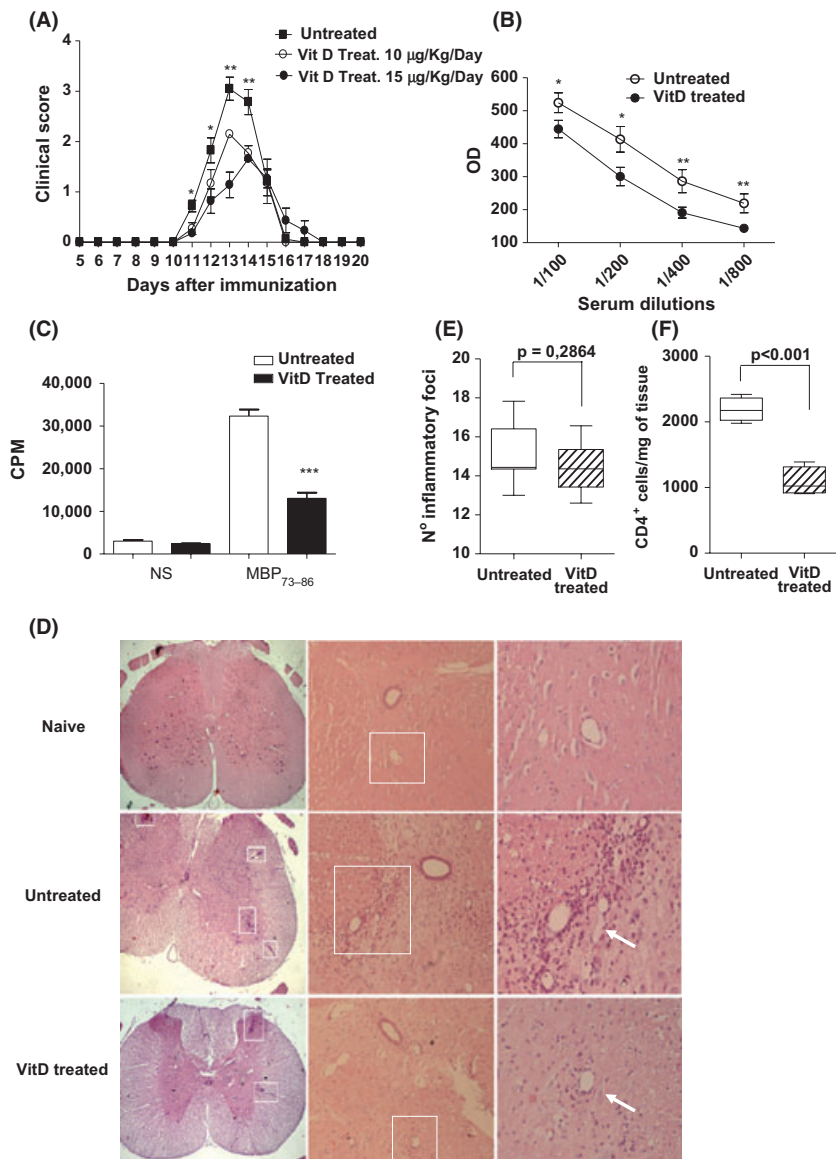 (A)
Untreated
Vit D Treat. 10 µg/Kg/Day
Vit D Treat. 15 µg/Kg/Day
Clinical score
4
3
2
1
0
*
*
**
**
5 6 7 8 9 10 11 12 13 14 15 16 17 18 19 20
Days after immunization
(B)
Untreated
VitD treated
OD
600
500
400
300
200
100
*
*
**
**
1/100 1/200 1/400 1/800
Serum dilutions
(C)
Untreated
VitD Treated
CPM
40,000
30,000
20,000
10,000
0
***
NS MBP73–86
(E)
p = 0,2864
Nº inflammatory foci
20
18
16
14
12
10
Untreated VitD
treated
(F)
p<0.001
CD4+ cells/mg of tissue
3000
2000
1000
0
Untreated VitD
treated
(D)
Naive
Untreated
VitD treated